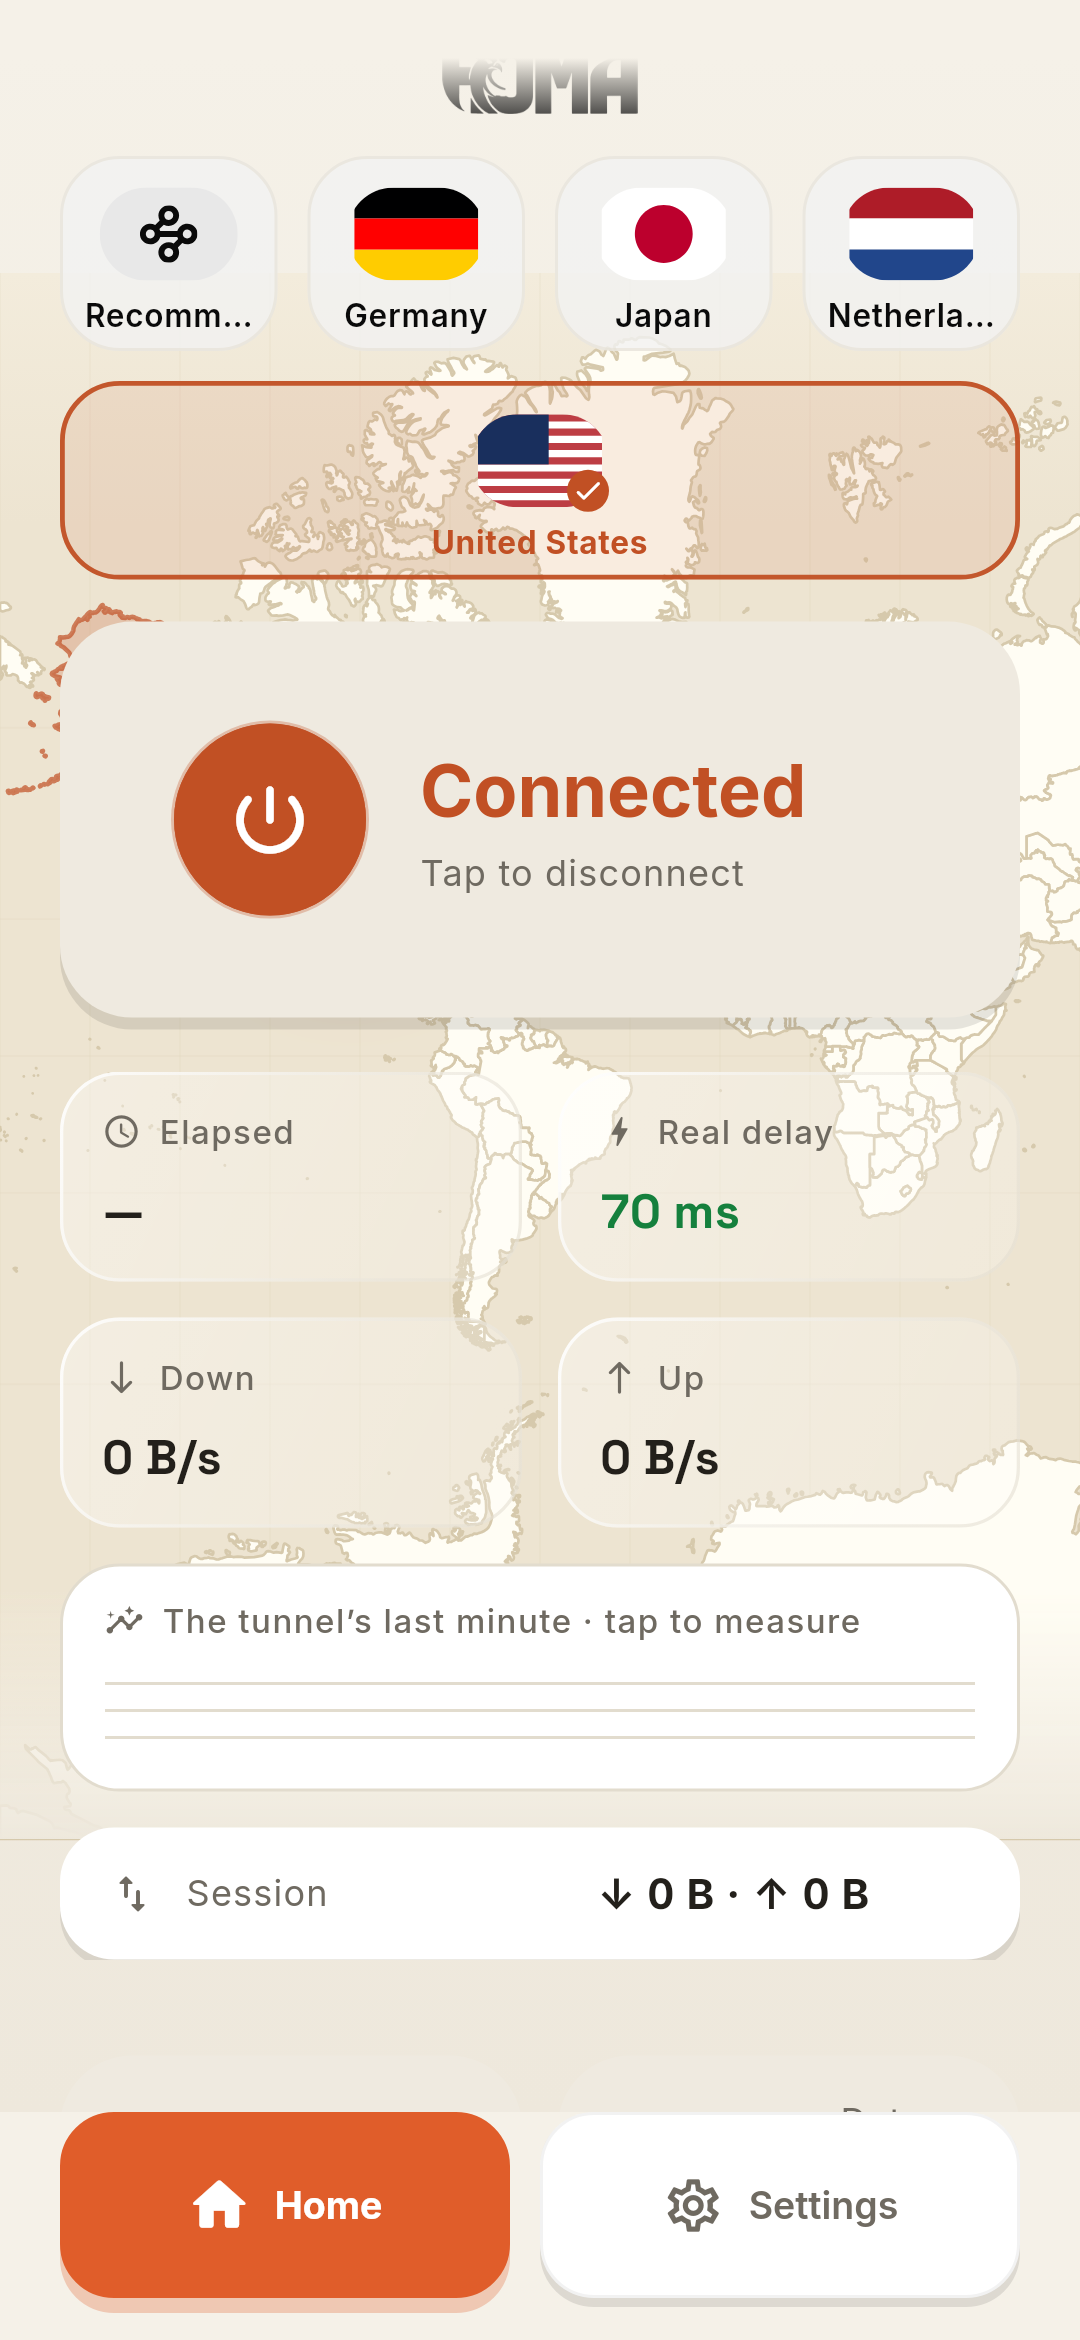 HUMA
Recomm...
Germany
Japan
Netherla...
United States
Connected
Tap to disconnect
Elapsed
—
Real delay
70 ms
Down
0 B/s
Up
0 B/s
The tunnel’s last minute · tap to measure
Session
↓ 0 B · ↑ 0 B
Home
Settings